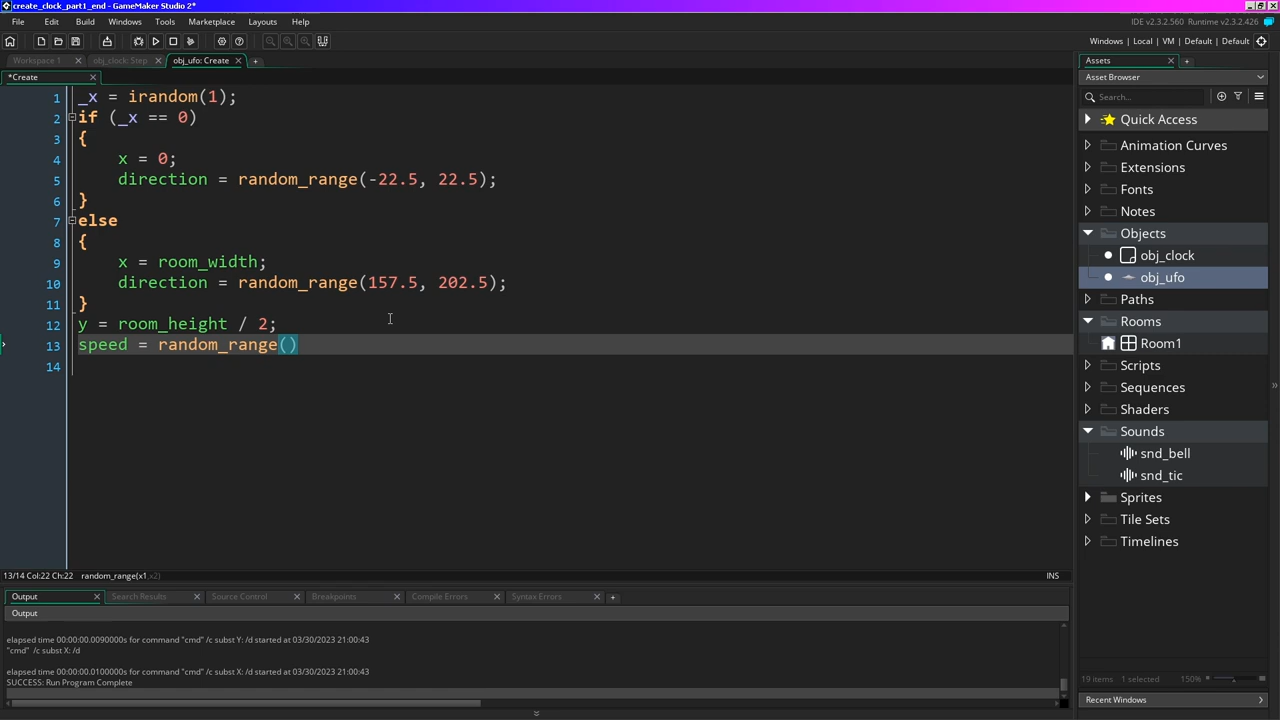 create_clock_part1_end - GameMaker Studio 2*
File Edit Build Windows Tools Marketplace Layouts Help
IDE v2.3.2.560 Runtime v2.3.2.426
Windows | Local | VM | Default | Default
Workspace 1
obj_clock: Step
obj_ufo: Create
*Create
1 _x = irandom(1);
2 if (_x == 0)
3 {
4 x = 0;
5 direction = random_range(-22.5, 22.5);
6 }
7 else
8 {
9 x = room_width;
10 direction = random_range(157.5, 202.5);
11 }
12 y = room_height / 2;
13 speed = random_range()
14
13/14 Col:22 Ch:22 random_range(x1,x2)
INS
Output
Search Results
Source Control
Breakpoints
Compile Errors
Syntax Errors
Output
elapsed time 00:00:00.0090000s for command "cmd" /c subst Y: /d started at 03/30/2023 21:00:43
"cmd" /c subst X: /d
elapsed time 00:00:00.0100000s for command "cmd" /c subst X: /d started at 03/30/2023 21:00:43
SUCCESS: Run Program Complete
Assets
Asset Browser
Search...
Quick Access
Animation Curves
Extensions
Fonts
Notes
Objects
obj_clock
obj_ufo
Paths
Rooms
Room1
Scripts
Sequences
Shaders
Sounds
snd_bell
snd_tic
Sprites
Tile Sets
Timelines
19 items 1 selected 150%
Recent Windows